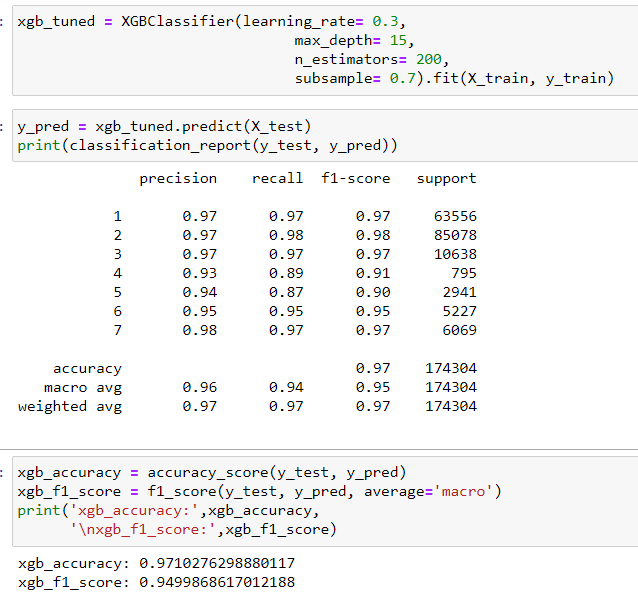 xgb_tuned = XGBClassifier(learning_rate= 0.3,
max_depth= 15,
n_estimators= 200,
subsample= 0.7).fit(X_train, y_train)
y_pred = xgb_tuned.predict(X_test)
print(classification_report(y_test, y_pred))
precision recall f1-score support
1 0.97 0.97 0.97 63556
2 0.97 0.98 0.98 85078
3 0.97 0.97 0.97 10638
4 0.93 0.89 0.91 795
5 0.94 0.87 0.90 2941
6 0.95 0.95 0.95 5227
7 0.98 0.97 0.97 6069
accuracy 0.97 174304
macro avg 0.96 0.94 0.95 174304
weighted avg 0.97 0.97 0.97 174304
xgb_accuracy = accuracy_score(y_test, y_pred)
xgb_f1_score = f1_score(y_test, y_pred, average='macro')
print('xgb_accuracy:',xgb_accuracy,
'\nxgb_f1_score:',xgb_f1_score)
xgb_accuracy: 0.9710276298880117
xgb_f1_score: 0.9499868617012188